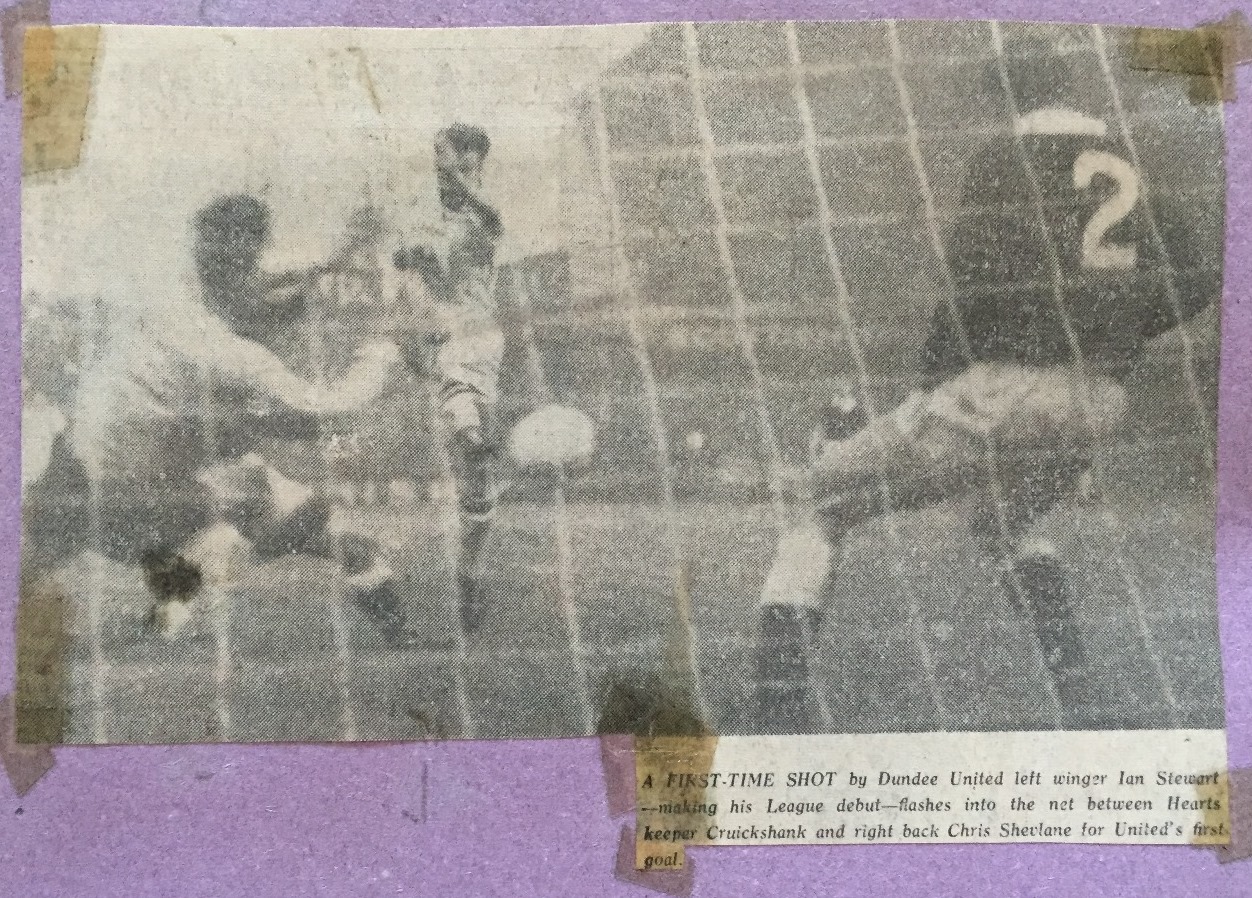 2
A FIRST-TIME SHOT by Dundee United left winger Ian Stewart
—making his League debut—flashes into the net between Hearts
keeper Cruickshank and right back Chris Shevlane for United's first
goal.